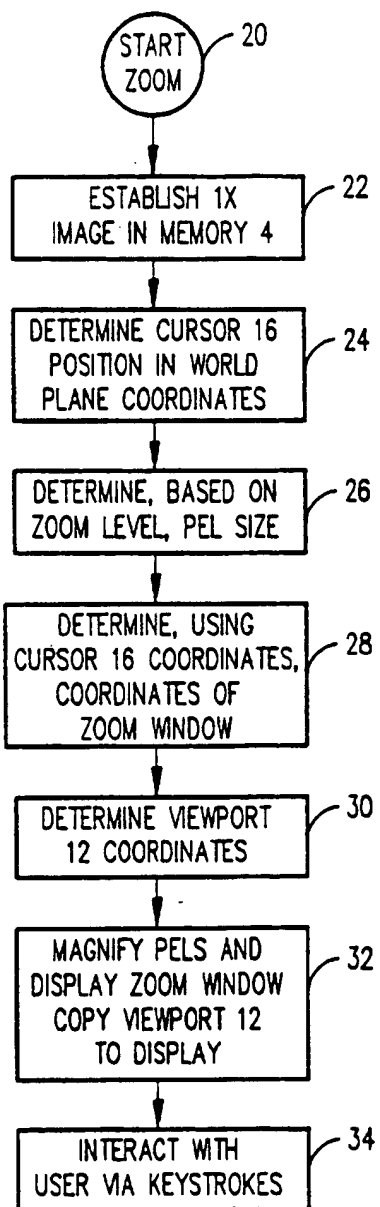 START
ZOOM
20
ESTABLISH 1X
IMAGE IN MEMORY 4
22
DETERMINE CURSOR 16
POSITION IN WORLD
PLANE COORDINATES
24
DETERMINE, BASED ON
ZOOM LEVEL, PEL SIZE
26
DETERMINE, USING
CURSOR 16 COORDINATES,
COORDINATES OF
ZOOM WINDOW
28
DETERMINE VIEWPORT
12 COORDINATES
30
MAGNIFY PELS AND
DISPLAY ZOOM WINDOW
COPY VIEWPORT 12
TO DISPLAY
32
INTERACT WITH
USER VIA KEYSTROKES
34